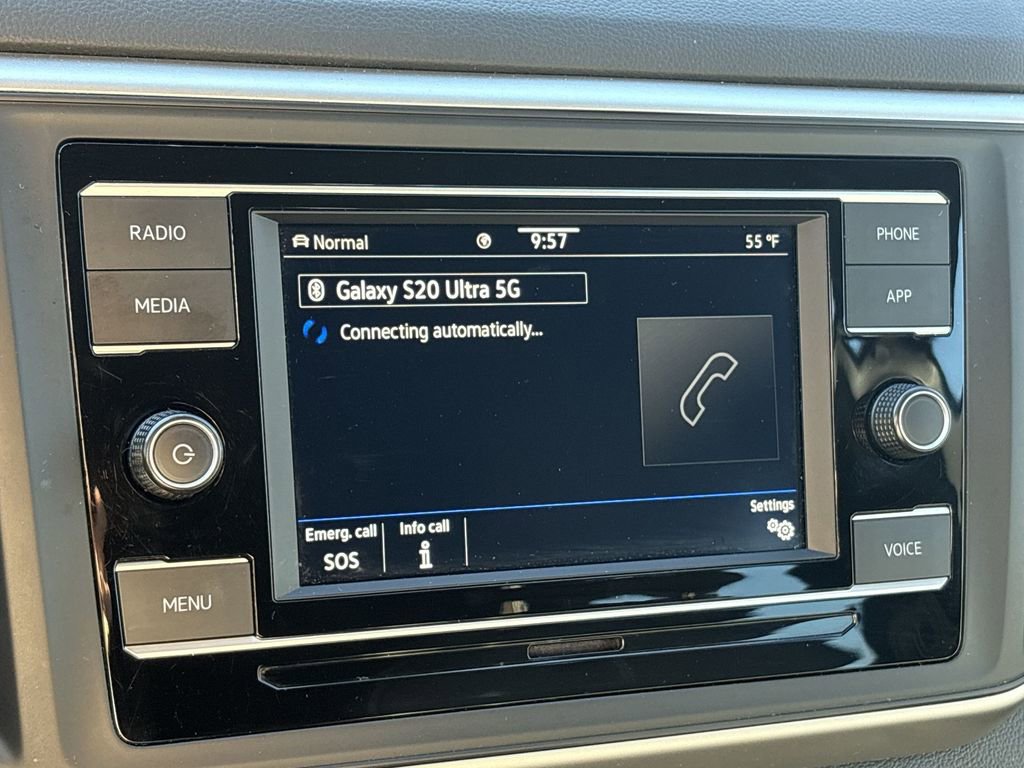 RADIO
MEDIA
MENU
Normal
9:57
55 °F
Galaxy S20 Ultra 5G
Connecting automatically...
Emerg. call
SOS
Info call
i
Settings
PHONE
APP
VOICE